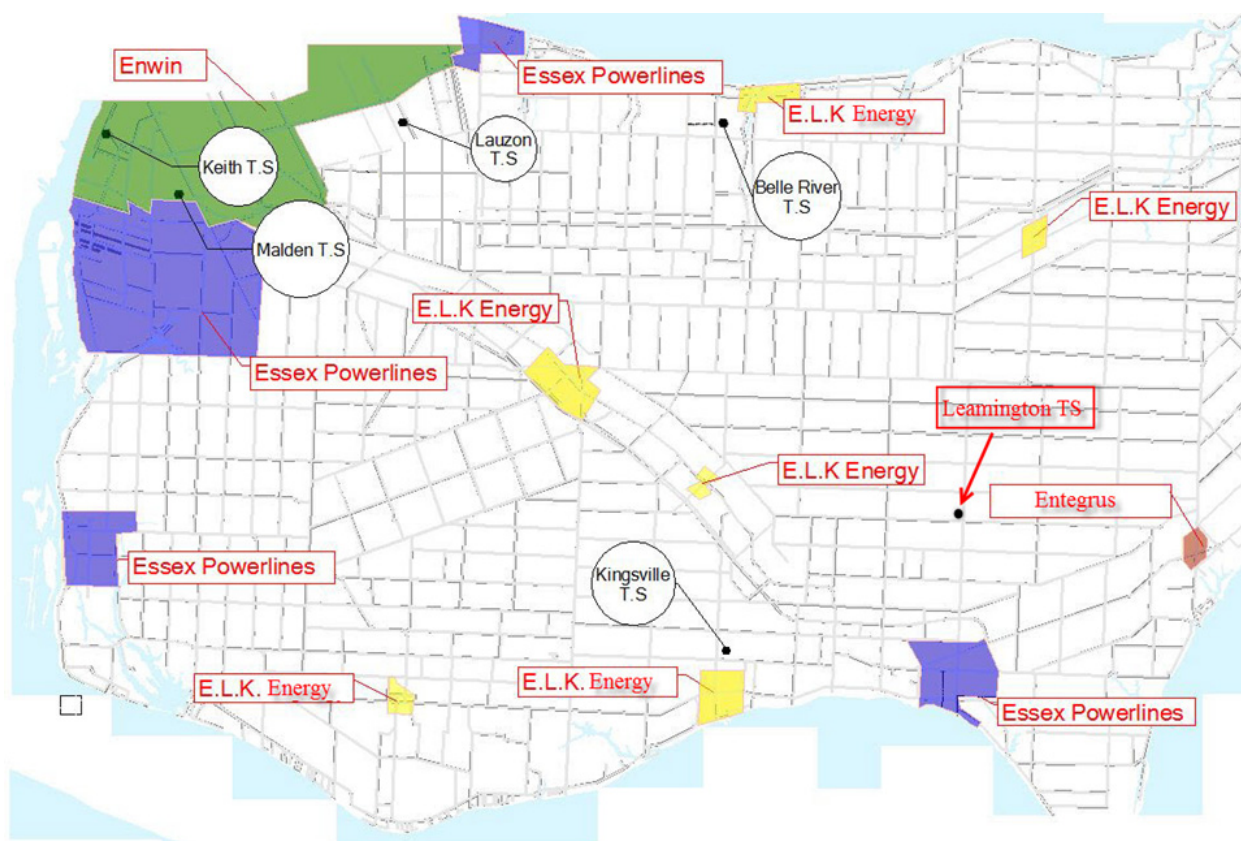 Enwin
Essex Powerlines
E.L.K Energy
Keith T.S
Lauzon
T.S
Belle River
T.S
E.L.K Energy
Malden T.S
E.L.K Energy
Essex Powerlines
Leamington TS
E.L.K Energy
Entegrus
Essex Powerlines
Kingsville
T.S
E.L.K. Energy
E.L.K. Energy
Essex Powerlines